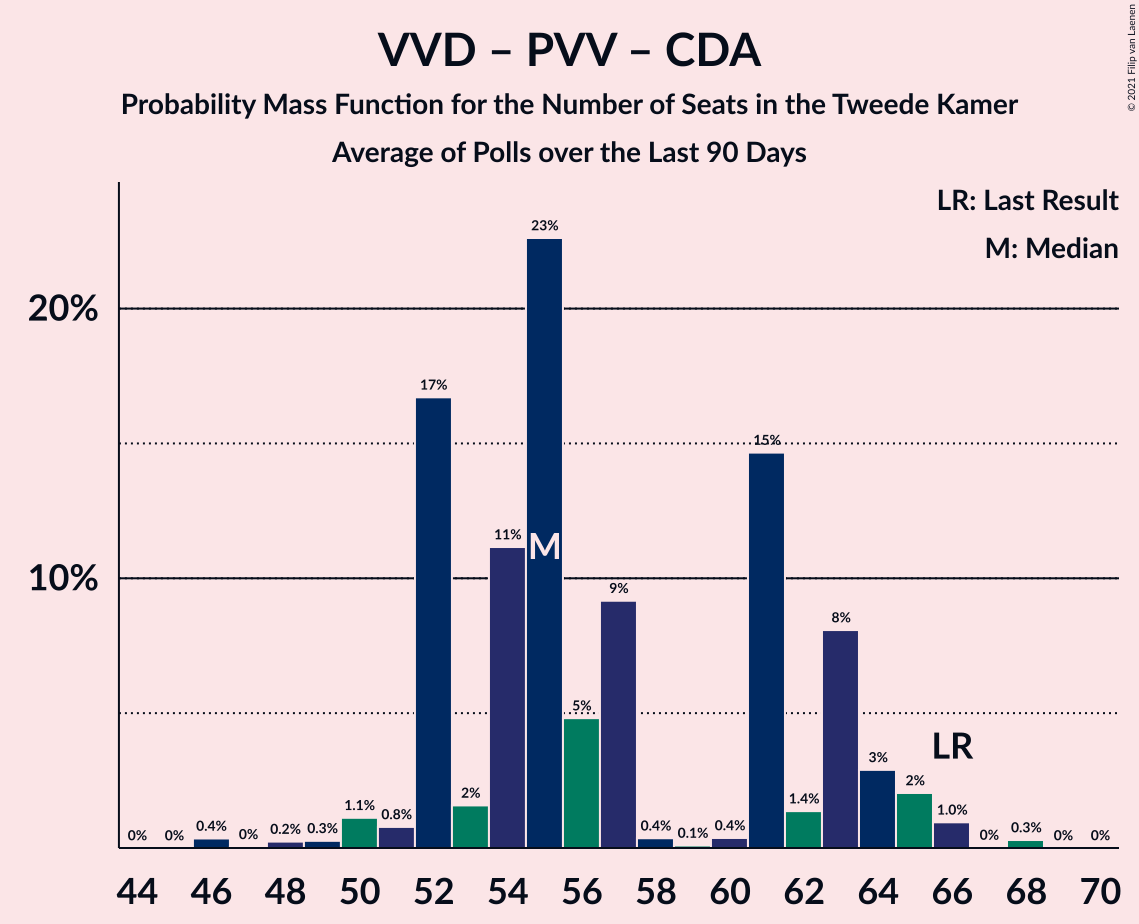 VVD – PVV – CDA
Probability Mass Function for the Number of Seats in the Tweede Kamer
Average of Polls over the Last 90 Days
© 2021 Filip van Laenen
LR: Last Result
M: Median
20%
10%
0% 0% 0.4% 0% 0.2% 0.3% 1.1% 0.8% 17% 2% 11% 23% 5% 9% 0.4% 0.1% 0.4% 15% 1.4% 8% 3% 2% 1.0% 0% 0.3% 0% 0%
M
LR
44 46 48 50 52 54 56 58 60 62 64 66 68 70